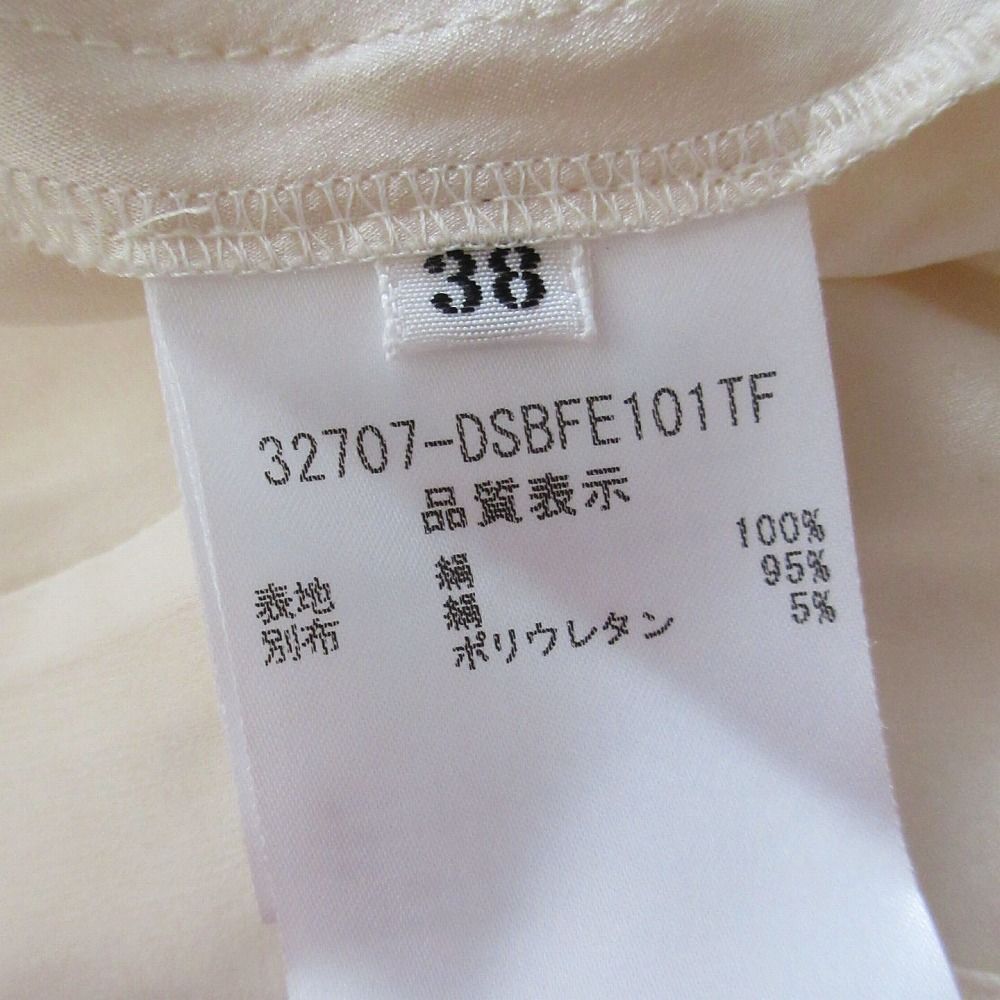 38
32707-DSBFE101TF
品質表示
表地 絹 100%
別布 絹 95%
ポリウレタン 5%